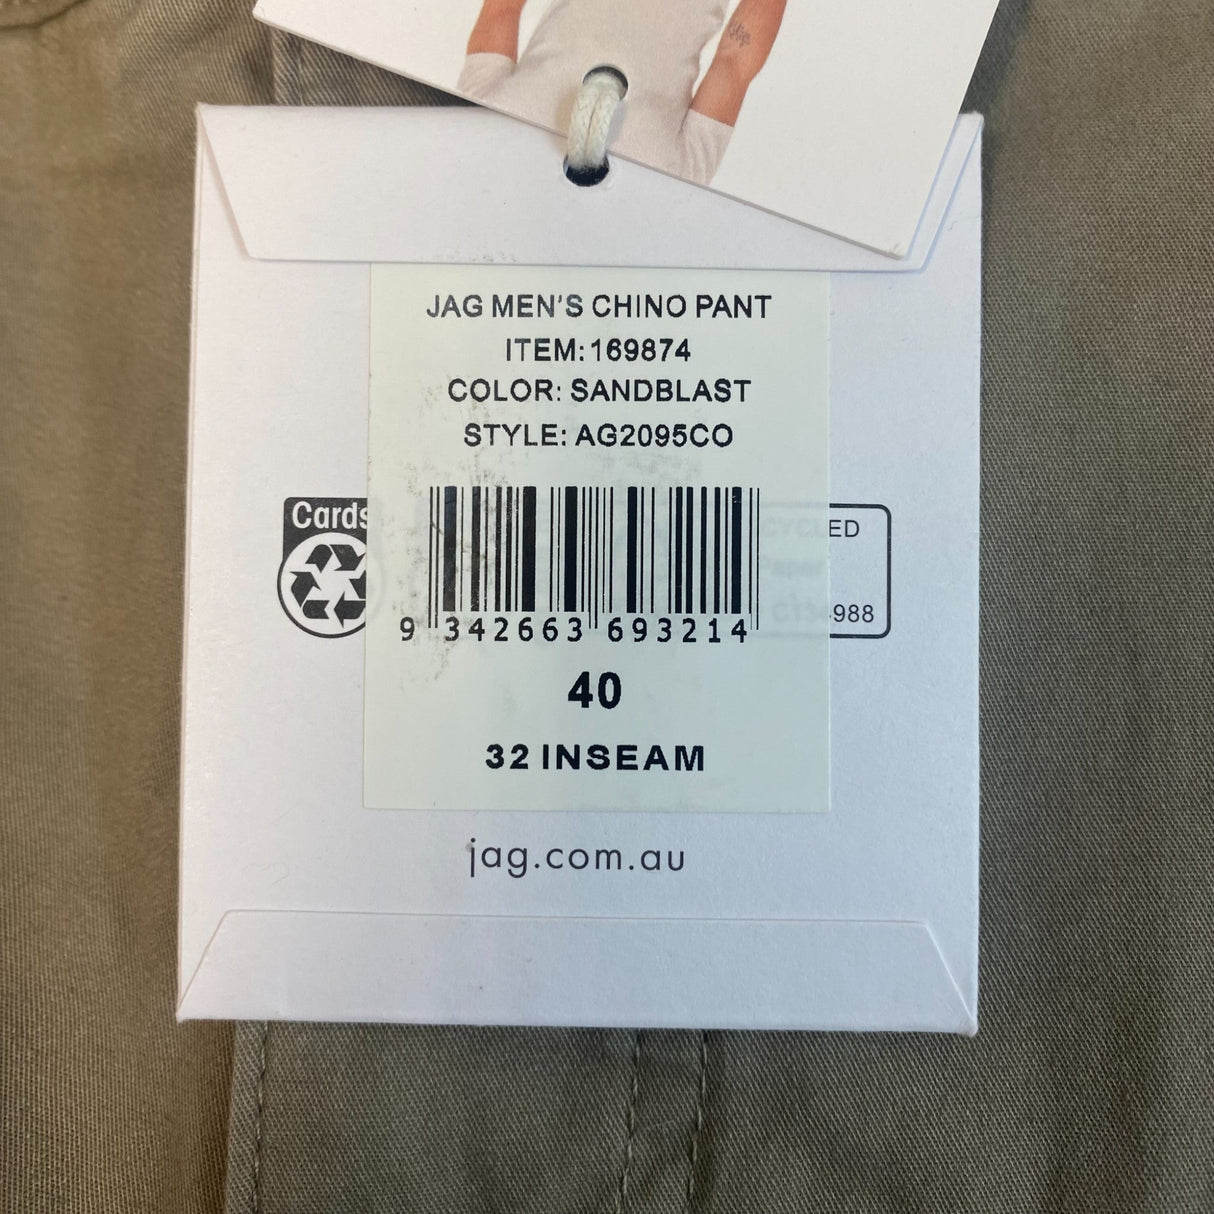 JAG MEN'S CHINO PANT
ITEM: 169874
COLOR: SANDBLAST
STYLE: AG2095CO
Cards
9 342663 693214
40
32 INSEAM
jag.com.au